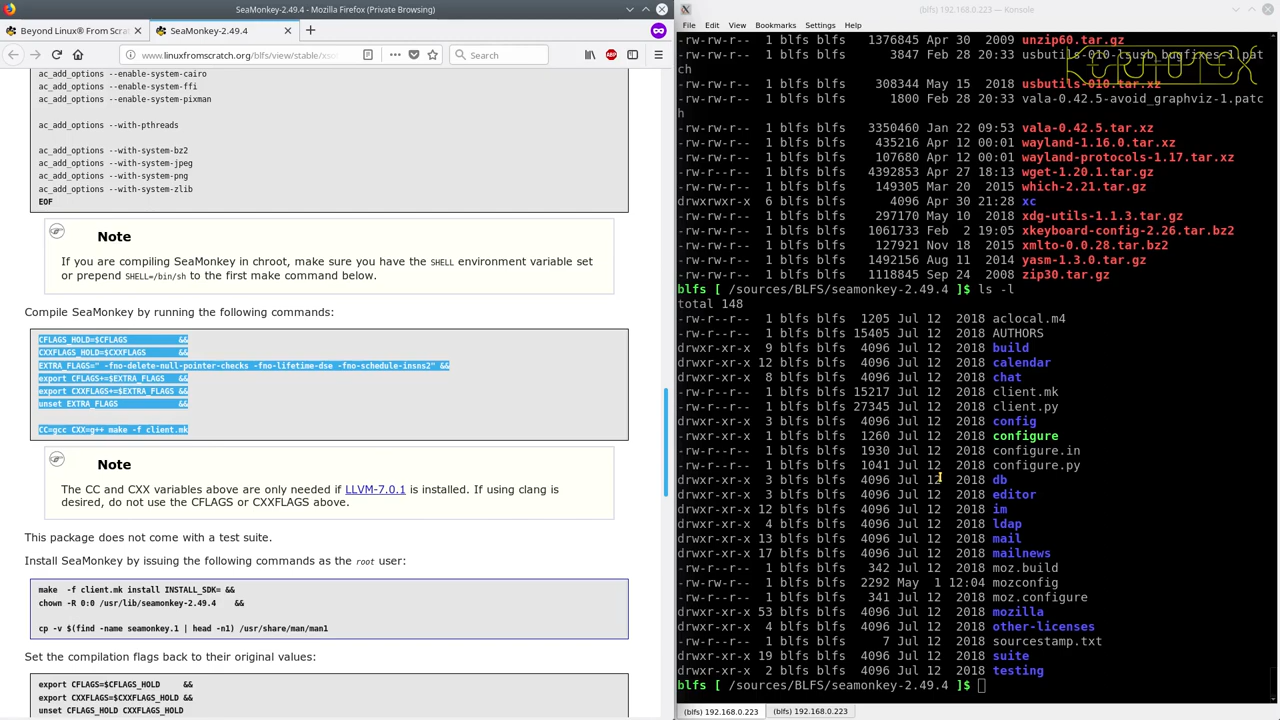 SeaMonkey-2.49.4 - Mozilla Firefox (Private Browsing)
Beyond Linux® From Scrat
SeaMonkey-2.49.4
www.linuxfromscratch.org/blfs/view/stable/xso
Search
ac_add_options --enable-system-cairo
ac_add_options --enable-system-ffi
ac_add_options --enable-system-pixman
ac_add_options --with-pthreads
ac_add_options --with-system-bz2
ac_add_options --with-system-jpeg
ac_add_options --with-system-png
ac_add_options --with-system-zlib
EOF
Note
If you are compiling SeaMonkey in chroot, make sure you have the SHELL environment variable set
or prepend SHELL=/bin/sh to the first make command below.
Compile SeaMonkey by running the following commands:
CFLAGS_HOLD=$CFLAGS &&
CXXFLAGS_HOLD=$CXXFLAGS &&
EXTRA_FLAGS=" -fno-delete-null-pointer-checks -fno-lifetime-dse -fno-schedule-insns2" &&
export CFLAGS+=$EXTRA_FLAGS &&
export CXXFLAGS+=$EXTRA_FLAGS &&
unset EXTRA_FLAGS &&
CC=gcc CXX=g++ make -f client.mk
Note
The CC and CXX variables above are only needed if LLVM-7.0.1 is installed. If using clang is
desired, do not use the CFLAGS or CXXFLAGS above.
This package does not come with a test suite.
Install SeaMonkey by issuing the following commands as the root user:
make -f client.mk install INSTALL_SDK= &&
chown -R 0:0 /usr/lib/seamonkey-2.49.4 &&
cp -v $(find -name seamonkey.1 | head -n1) /usr/share/man/man1
Set the compilation flags back to their original values:
export CFLAGS=$CFLAGS_HOLD &&
export CXXFLAGS=$CXXFLAGS_HOLD &&
unset CFLAGS_HOLD CXXFLAGS_HOLD
(blfs) 192.168.0.223 — Konsole
File Edit View Bookmarks Settings Help
-rw-rw-r-- 1 blfs blfs 1376845 Apr 30 2009 unzip60.tar.gz
-rw-rw-r-- 1 blfs blfs 3847 Feb 28 20:33 usbutils-010-lsusb_bugfixes-1.pat
ch
-rw-rw-r-- 1 blfs blfs 308344 May 15 2018 usbutils-010.tar.xz
-rw-rw-r-- 1 blfs blfs 1800 Feb 28 20:33 vala-0.42.5-avoid_graphviz-1.patc
h
-rw-rw-r-- 1 blfs blfs 3350460 Jan 22 09:53 vala-0.42.5.tar.xz
-rw-rw-r-- 1 blfs blfs 435216 Apr 12 00:01 wayland-1.16.0.tar.xz
-rw-rw-r-- 1 blfs blfs 107680 Apr 12 00:01 wayland-protocols-1.17.tar.xz
-rw-rw-r-- 1 blfs blfs 4392853 Apr 27 18:13 wget-1.20.1.tar.gz
-rw-rw-r-- 1 blfs blfs 149305 Mar 20 2015 which-2.21.tar.gz
drwxrwxr-x 6 blfs blfs 4096 Apr 30 21:28 xc
-rw-rw-r-- 1 blfs blfs 297170 May 10 2018 xdg-utils-1.1.3.tar.gz
-rw-rw-r-- 1 blfs blfs 1061733 Feb 2 19:05 xkeyboard-config-2.26.tar.bz2
-rw-rw-r-- 1 blfs blfs 127921 Nov 18 2015 xmlto-0.0.28.tar.bz2
-rw-rw-r-- 1 blfs blfs 1492156 Aug 11 2014 yasm-1.3.0.tar.gz
-rw-rw-r-- 1 blfs blfs 1118845 Sep 24 2008 zip30.tar.gz
blfs [ /sources/BLFS/seamonkey-2.49.4 ]$ ls -l
total 148
-rw-r--r-- 1 blfs blfs 1205 Jul 12 2018 aclocal.m4
-rw-r--r-- 1 blfs blfs 15405 Jul 12 2018 AUTHORS
drwxr-xr-x 9 blfs blfs 4096 Jul 12 2018 build
drwxr-xr-x 12 blfs blfs 4096 Jul 12 2018 calendar
drwxr-xr-x 8 blfs blfs 4096 Jul 12 2018 chat
-rw-r--r-- 1 blfs blfs 15217 Jul 12 2018 client.mk
-rw-r--r-- 1 blfs blfs 27345 Jul 12 2018 client.py
drwxr-xr-x 3 blfs blfs 4096 Jul 12 2018 config
-rwxr-xr-x 1 blfs blfs 1260 Jul 12 2018 configure
-rw-r--r-- 1 blfs blfs 1930 Jul 12 2018 configure.in
-rw-r--r-- 1 blfs blfs 1041 Jul 12 2018 configure.py
drwxr-xr-x 3 blfs blfs 4096 Jul 12 2018 db
drwxr-xr-x 3 blfs blfs 4096 Jul 12 2018 editor
drwxr-xr-x 12 blfs blfs 4096 Jul 12 2018 im
drwxr-xr-x 4 blfs blfs 4096 Jul 12 2018 ldap
drwxr-xr-x 13 blfs blfs 4096 Jul 12 2018 mail
drwxr-xr-x 17 blfs blfs 4096 Jul 12 2018 mailnews
-rw-r--r-- 1 blfs blfs 342 Jul 12 2018 moz.build
-rw-rw-r-- 1 blfs blfs 2292 May 1 12:04 mozconfig
-rw-r--r-- 1 blfs blfs 341 Jul 12 2018 moz.configure
drwxr-xr-x 53 blfs blfs 4096 Jul 12 2018 mozilla
drwxr-xr-x 4 blfs blfs 4096 Jul 12 2018 other-licenses
-rw-r--r-- 1 blfs blfs 7 Jul 12 2018 sourcestamp.txt
drwxr-xr-x 19 blfs blfs 4096 Jul 12 2018 suite
drwxr-xr-x 2 blfs blfs 4096 Jul 12 2018 testing
blfs [ /sources/BLFS/seamonkey-2.49.4 ]$
(blfs) 192.168.0.223
(blfs) 192.168.0.223